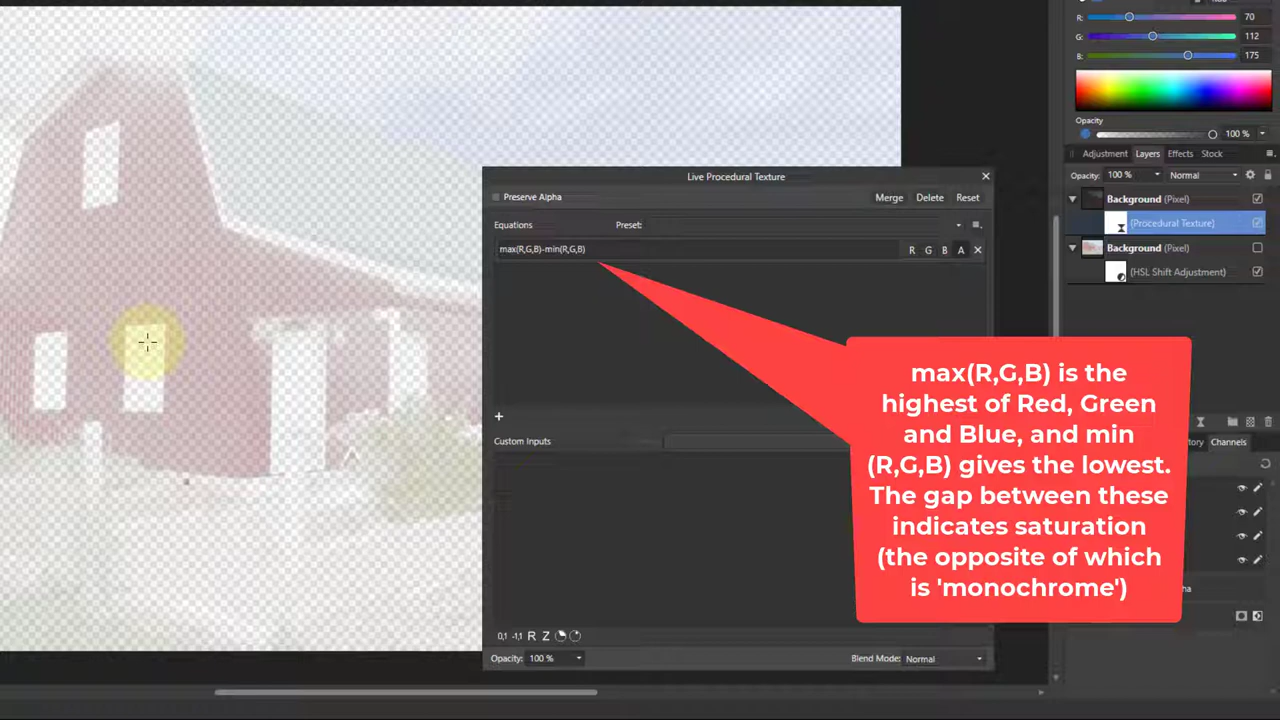 R:
70
G:
112
B:
175
Opacity
100 %
Adjustment Layers Effects Stock
Opacity: 100 % Normal
Background (Pixel)
(Procedural Texture)
Background (Pixel)
(HSL Shift Adjustment)
Channels
Live Procedural Texture
Preserve Alpha
Merge Delete Reset
Equations Preset:
max(R,G,B)-min(R,G,B)
R G B A
Custom Inputs
0,1 -1,1 R Z
Opacity: 100 % Blend Mode: Normal
max(R,G,B) is the
highest of Red, Green
and Blue, and min
(R,G,B) gives the lowest.
The gap between these
indicates saturation
(the opposite of which
is 'monochrome')